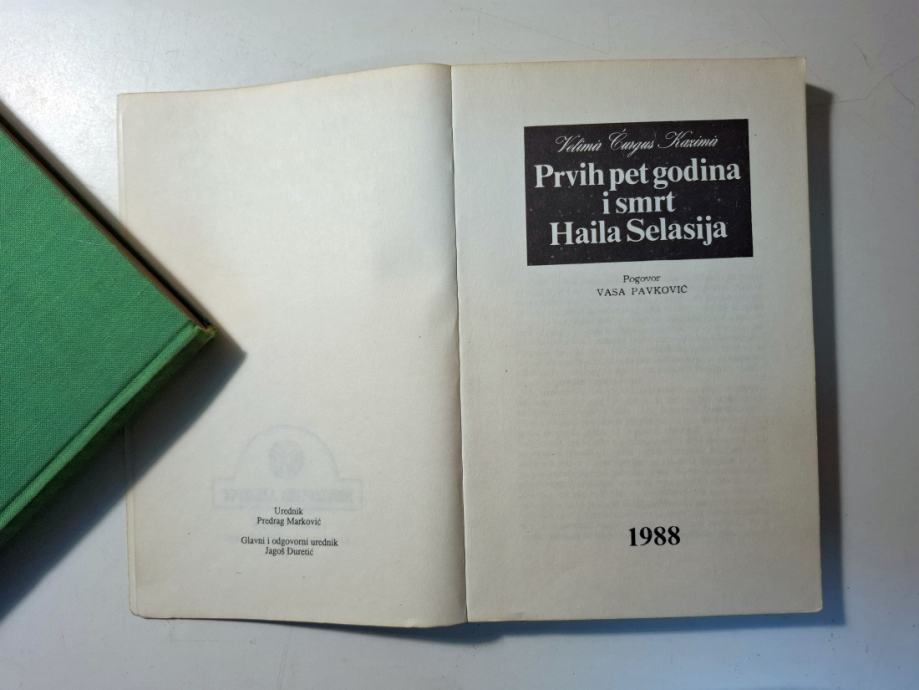 Urednik
Predrag Marković
Glavni i odgovorni urednik
Jagoš Đuretić
Velimir Ćurgus Kazimir
Prvih pet godina
i smrt
Haila Selasija
Pogovor
VASA PAVKOVIĆ
1988